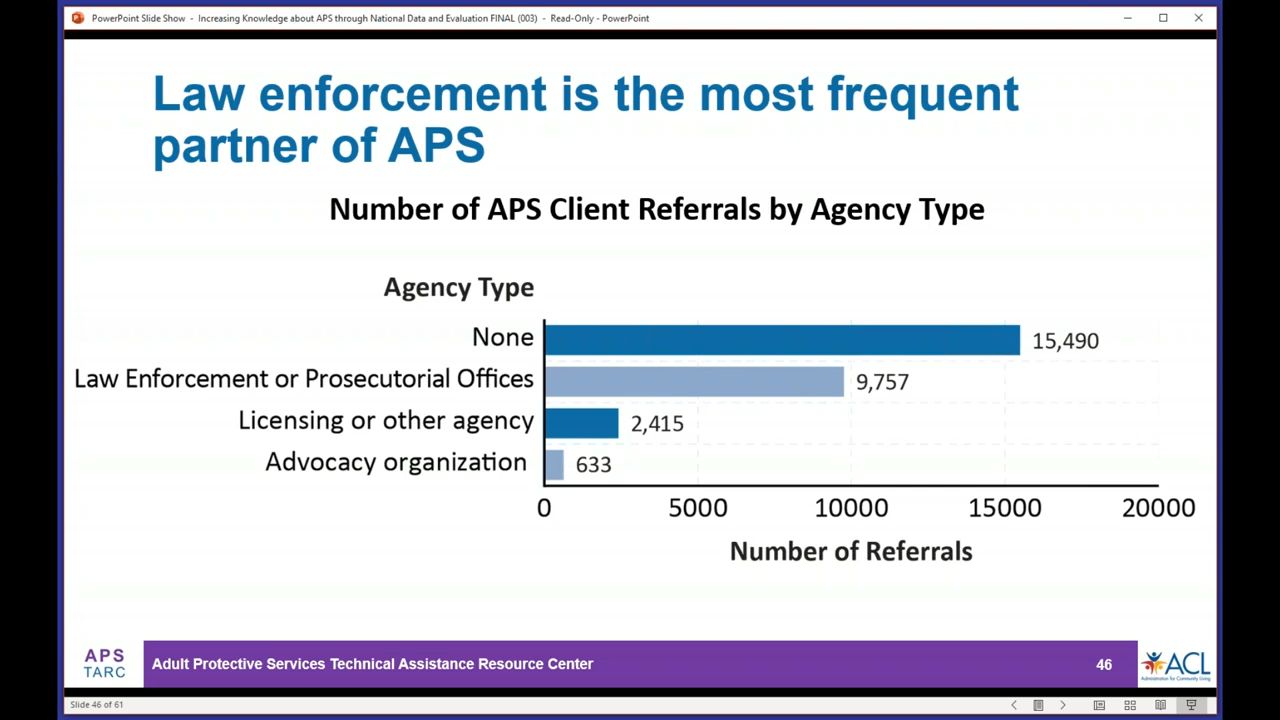 PowerPoint Slide Show - Increasing Knowledge about APS through National Data and Evaluation FINAL (003) - Read-Only - PowerPoint
Law enforcement is the most frequent
partner of APS
Number of APS Client Referrals by Agency Type
Agency Type
None
15,490
Law Enforcement or Prosecutorial Offices
9,757
Licensing or other agency
2,415
Advocacy organization
633
0 5000 10000 15000 20000
Number of Referrals
APS
TARC
Adult Protective Services Technical Assistance Resource Center
46
ACL
Administration for Community Living
Slide 46 of 61